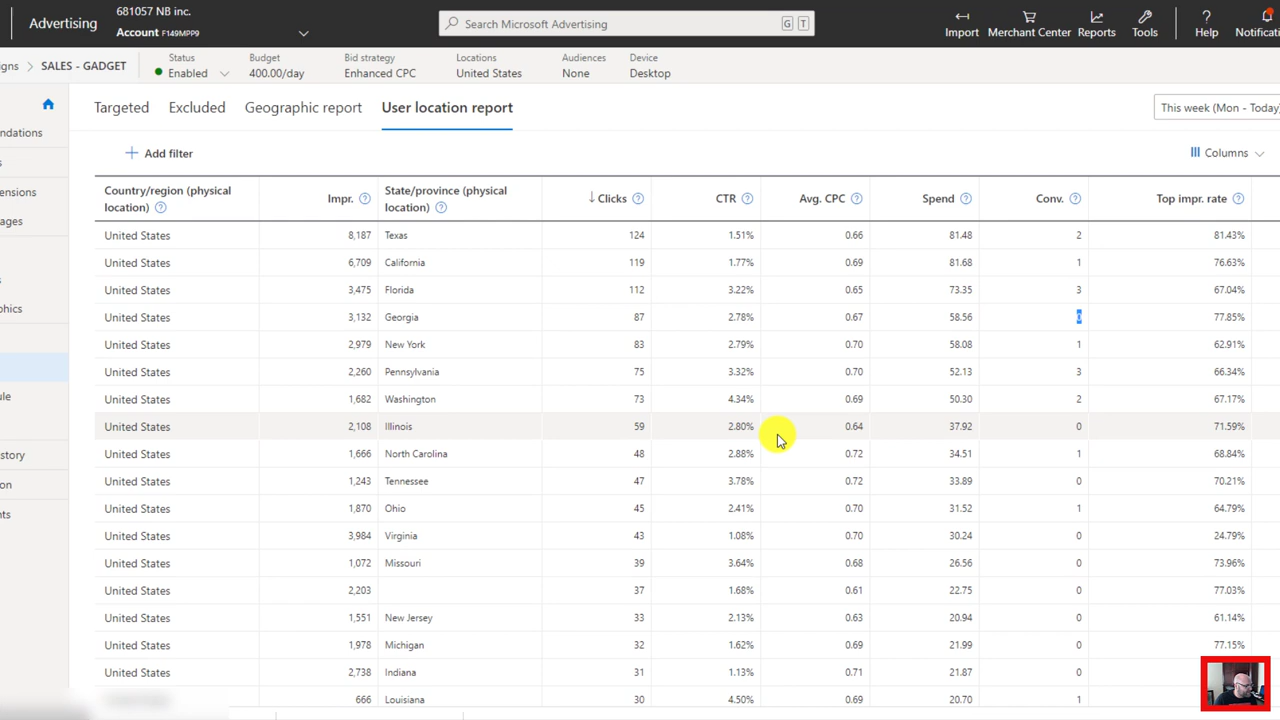 Advertising
681057 NB inc.
Account F149MPP9
Search Microsoft Advertising G T
Import
Merchant Center
Reports
Tools
Help
Notificati
igns > SALES - GADGET
Status
Enabled
Budget
400.00/day
Bid strategy
Enhanced CPC
Locations
United States
Audiences
None
Device
Desktop
ndations
s
nsions
ages
s
phics
le
istory
on
nts
Targeted Excluded Geographic report User location report
This week (Mon - Today)
Add filter
Columns
Country/region (physical location) Impr. State/province (physical location) Clicks CTR Avg. CPC Spend Conv. Top impr. rate
United States 8,187 Texas 124 1.51% 0.66 81.48 2 81.43%
United States 6,709 California 119 1.77% 0.69 81.68 1 76.63%
United States 3,475 Florida 112 3.22% 0.65 73.35 3 67.04%
United States 3,132 Georgia 87 2.78% 0.67 58.56 0 77.85%
United States 2,979 New York 83 2.79% 0.70 58.08 1 62.91%
United States 2,260 Pennsylvania 75 3.32% 0.70 52.13 3 66.34%
United States 1,682 Washington 73 4.34% 0.69 50.30 2 67.17%
United States 2,108 Illinois 59 2.80% 0.64 37.92 0 71.59%
United States 1,666 North Carolina 48 2.88% 0.72 34.51 1 68.84%
United States 1,243 Tennessee 47 3.78% 0.72 33.89 0 70.21%
United States 1,870 Ohio 45 2.41% 0.70 31.52 1 64.79%
United States 3,984 Virginia 43 1.08% 0.70 30.24 0 24.79%
United States 1,072 Missouri 39 3.64% 0.68 26.56 0 73.96%
United States 2,203 37 1.68% 0.61 22.75 0 77.03%
United States 1,551 New Jersey 33 2.13% 0.63 20.94 0 61.14%
United States 1,978 Michigan 32 1.62% 0.69 21.99 0 77.15%
United States 2,738 Indiana 31 1.13% 0.71 21.87 0
United States 666 Louisiana 30 4.50% 0.69 20.70 1